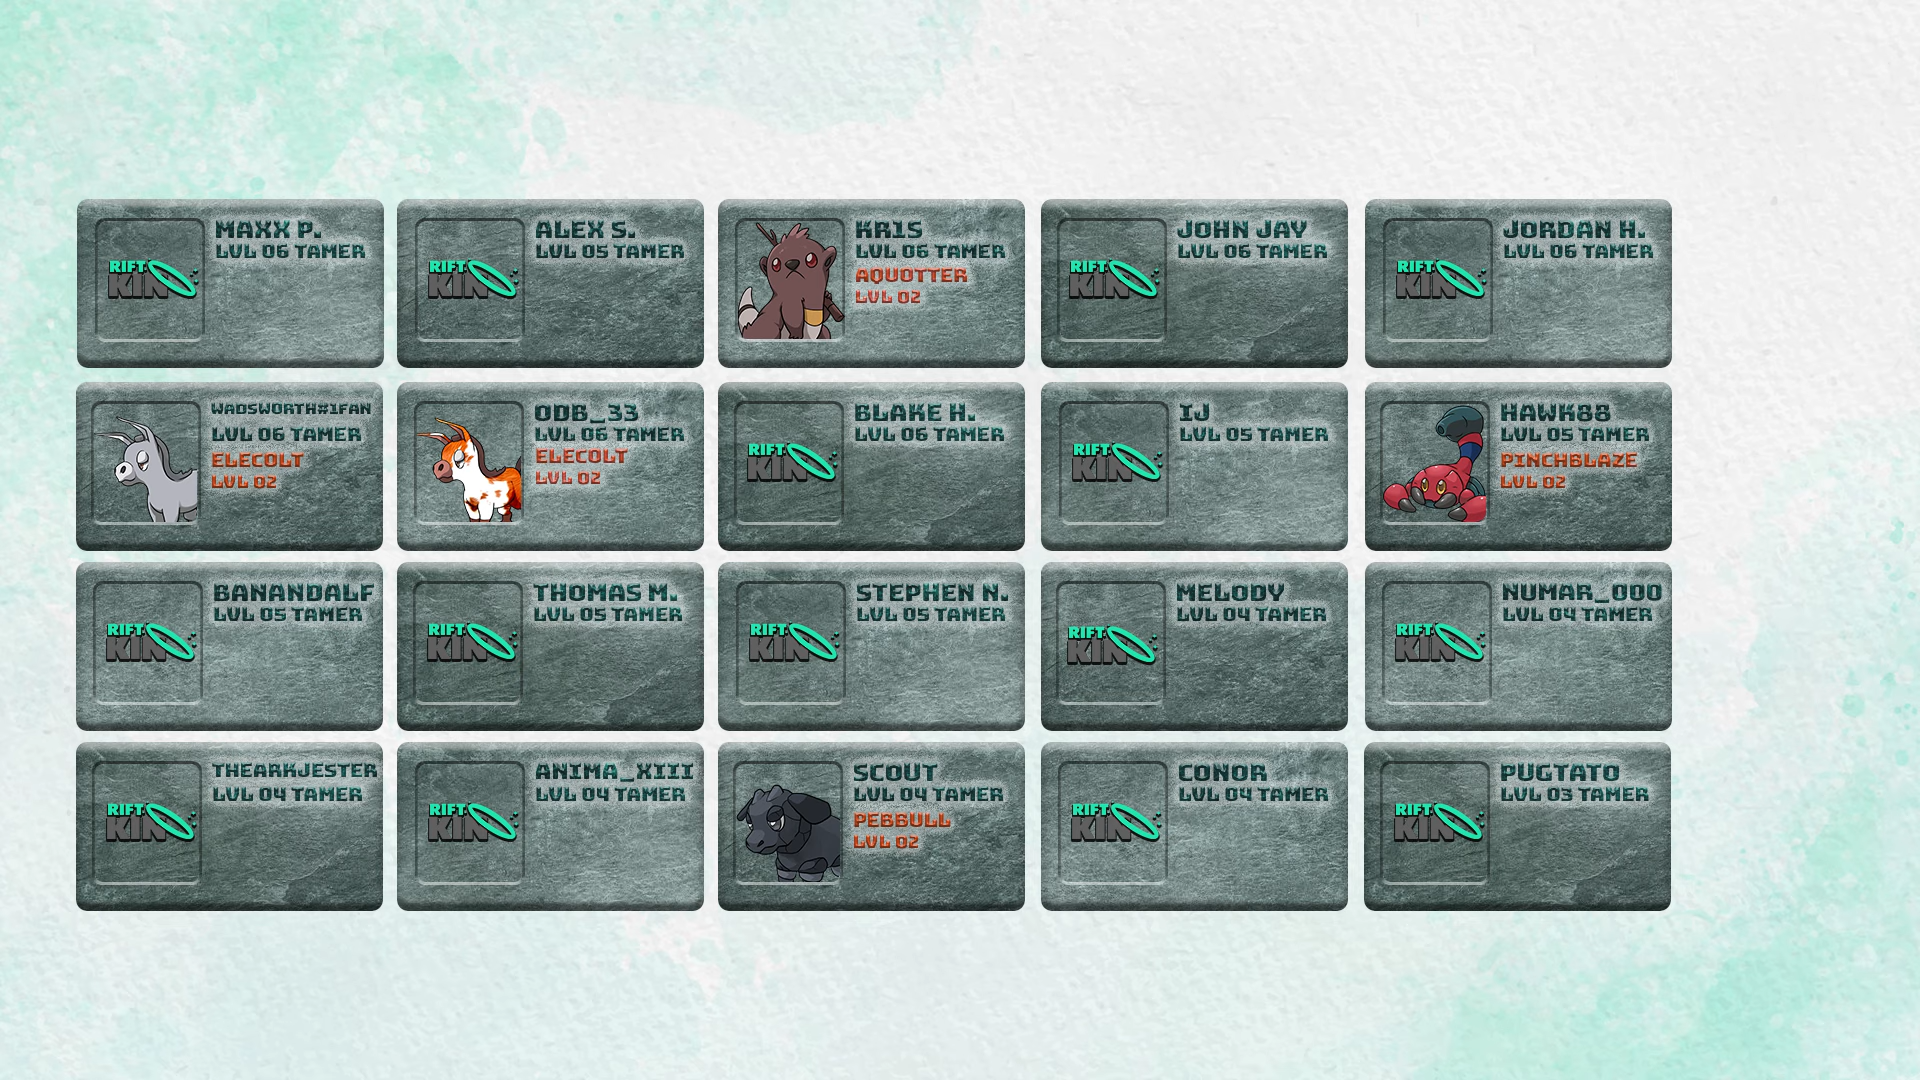 RIFT
KIN
MAXX P.
LVL 06 TAMER
RIFT
KIN
ALEX S.
LVL 05 TAMER
KR1S
LVL 06 TAMER
AQUOTTER
LVL 02
RIFT
KIN
JOHN JAY
LVL 06 TAMER
RIFT
KIN
JORDAN H.
LVL 06 TAMER
WADSWORTH#1FAN
LVL 06 TAMER
ELECOLT
LVL 02
ODB_33
LVL 06 TAMER
ELECOLT
LVL 02
RIFT
KIN
BLAKE H.
LVL 06 TAMER
RIFT
KIN
IJ
LVL 05 TAMER
HAWK88
LVL 05 TAMER
PINCHBLAZE
LVL 02
RIFT
KIN
BANANDALF
LVL 05 TAMER
RIFT
KIN
THOMAS M.
LVL 05 TAMER
RIFT
KIN
STEPHEN N.
LVL 05 TAMER
RIFT
KIN
MELODY
LVL 04 TAMER
RIFT
KIN
NUMAR_000
LVL 04 TAMER
RIFT
KIN
THEARKJESTER
LVL 04 TAMER
RIFT
KIN
ANIMA_XIII
LVL 04 TAMER
SCOUT
LVL 04 TAMER
PEBBULL
LVL 02
RIFT
KIN
CONOR
LVL 04 TAMER
RIFT
KIN
PUGTATO
LVL 03 TAMER